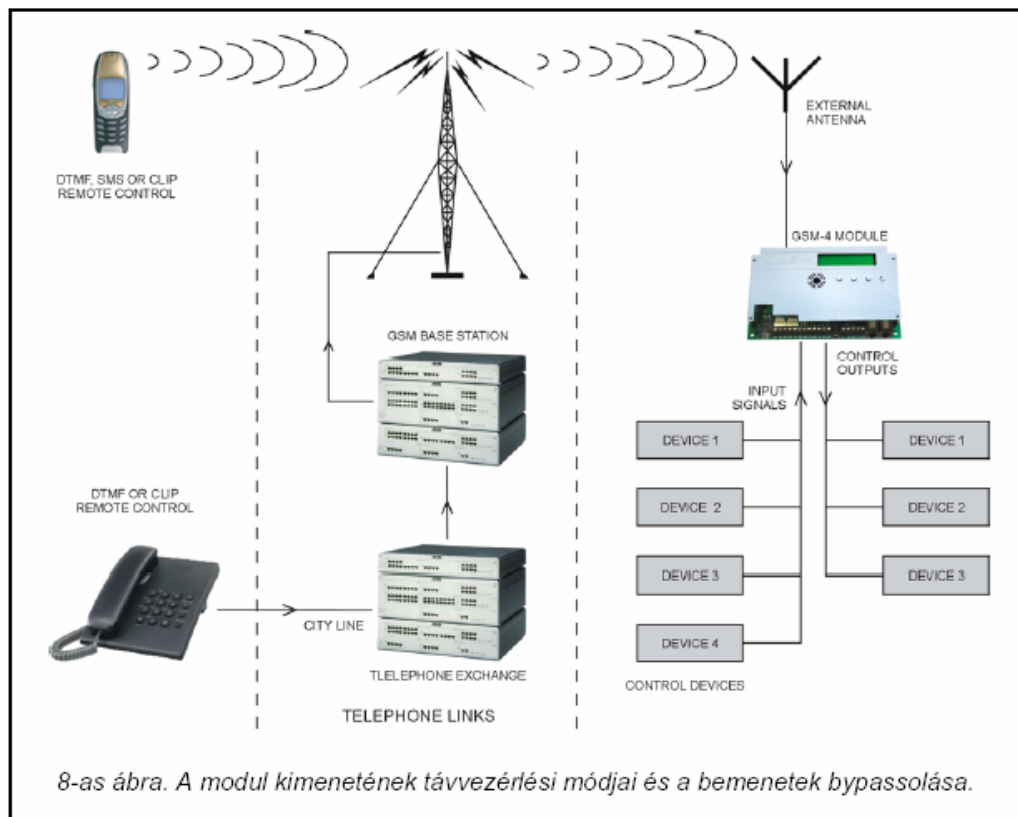 EXTERNAL
ANTENNA
DTMF, SMS OR CLIP
REMOTE CONTROL
GSM-4 MODULE
GSM BASE STATION
CONTROL
OUTPUTS
INPUT
SIGNALS
DEVICE 1
DEVICE 1
DTMF OR CLIP
REMOTE CONTROL
DEVICE 2
DEVICE 2
DEVICE 3
DEVICE 3
CITY LINE
DEVICE 4
TLELEPHONE EXCHANGE
CONTROL DEVICES
TELEPHONE LINKS
8-as ábra. A modul kimenetének távvezérlési módjai és a bemenetek bypassolása.